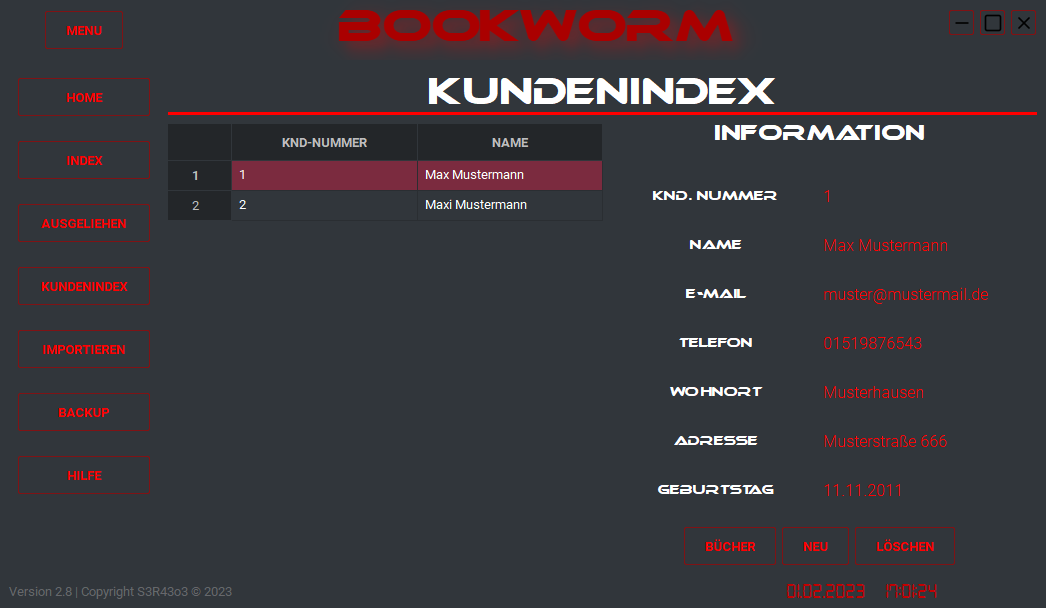 MENU
BOOKWORM
HOME
INDEX
AUSGELIEHEN
KUNDENINDEX
IMPORTIEREN
BACKUP
HILFE
KUNDENINDEX
KND-NUMMER NAME
1 1 Max Mustermann
2 2 Maxi Mustermann
INFORMATION
KND. NUMMER 1
NAME Max Mustermann
E-MAIL muster@mustermail.de
TELEFON 01519876543
WOHNORT Musterhausen
ADRESSE Musterstraße 666
GEBURTSTAG 11.11.2011
BÜCHER NEU LÖSCHEN
Version 2.8 | Copyright S3R43o3 © 2023
01.02.2023 17:01:24